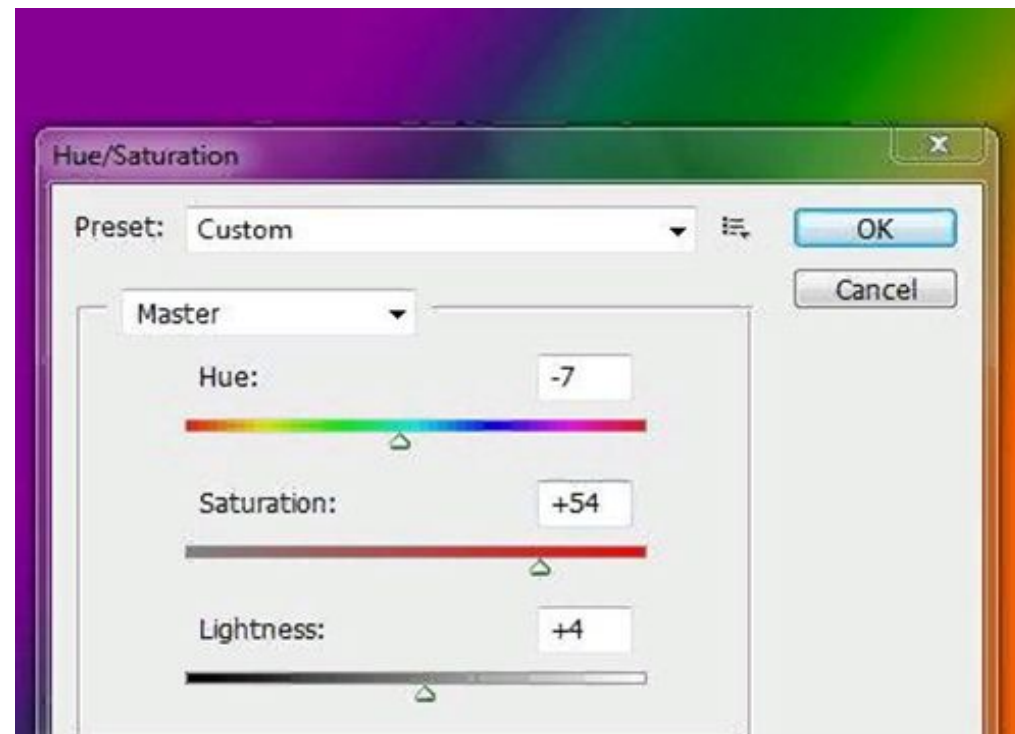 Hue/Saturation
Preset: Custom
OK
Cancel
Master
Hue: -7
Saturation: +54
Lightness: +4